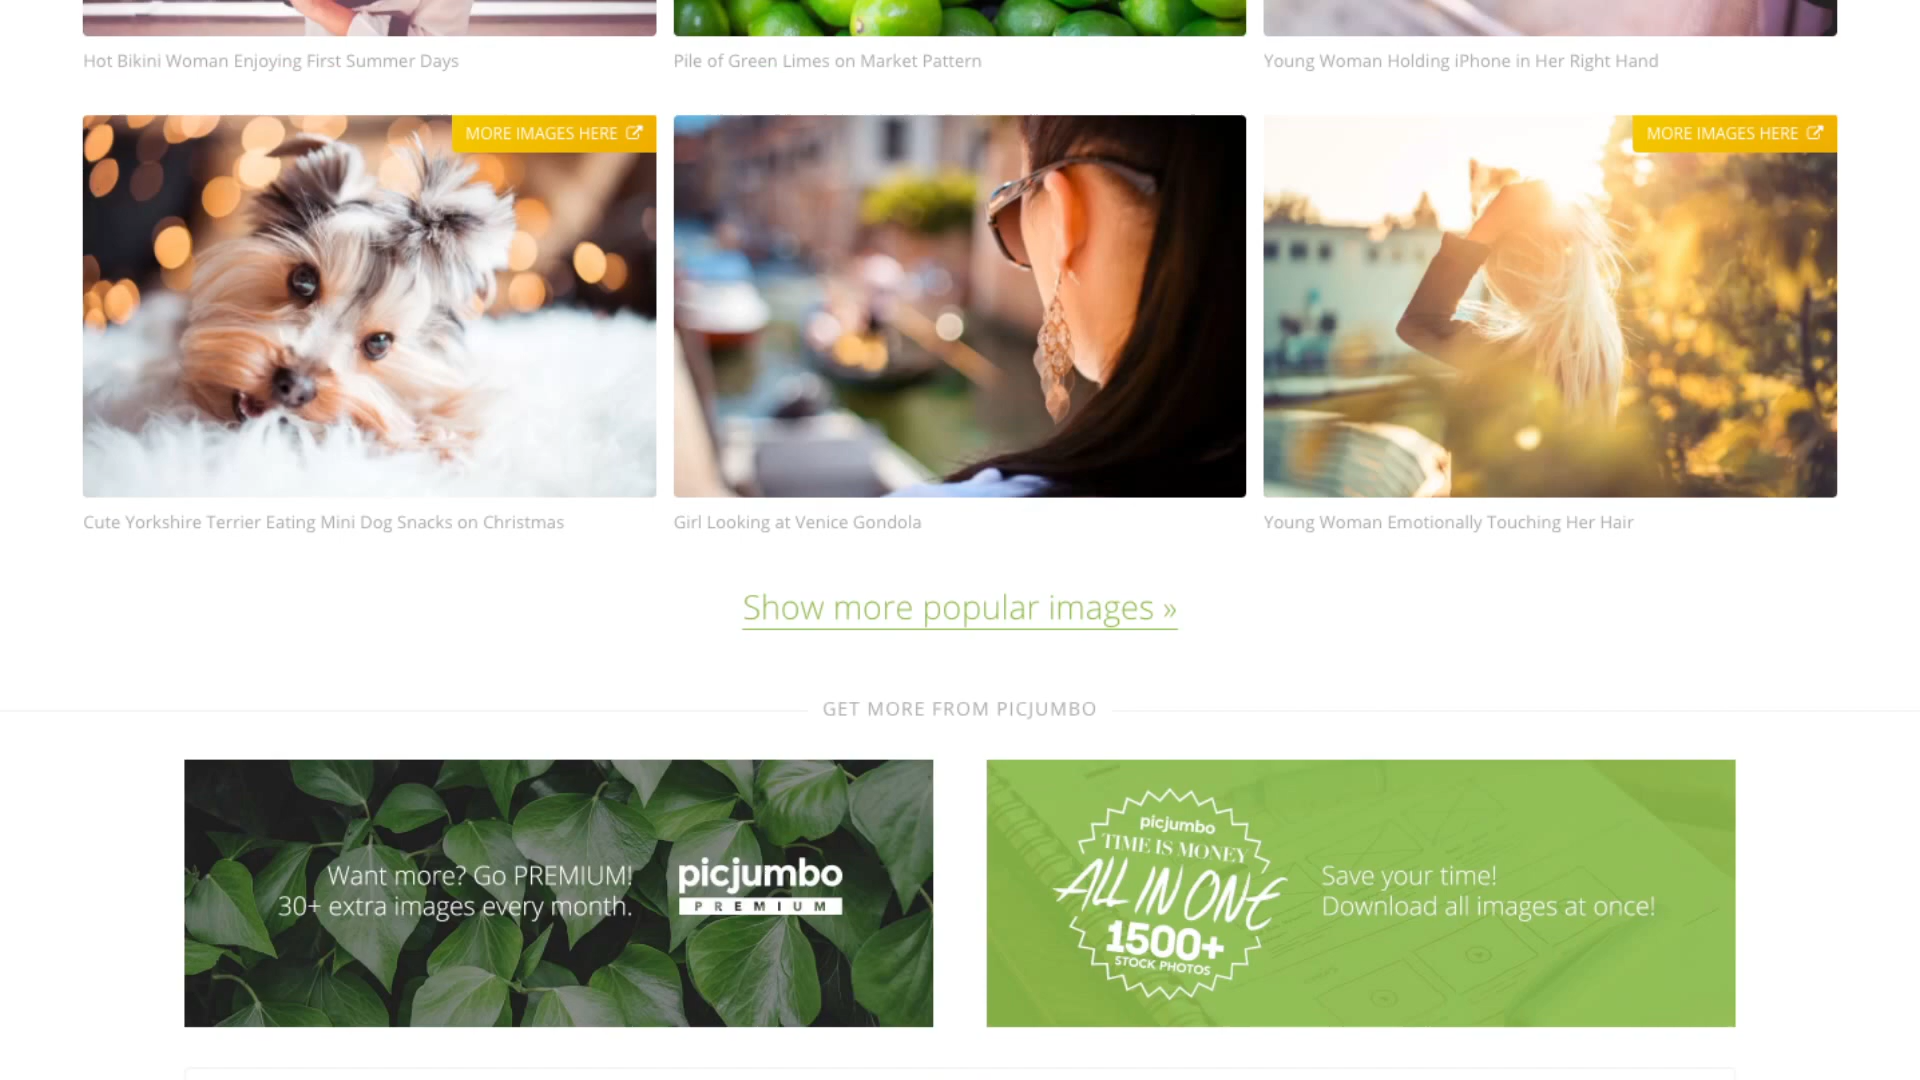 Hot Bikini Woman Enjoying First Summer Days
Pile of Green Limes on Market Pattern
Young Woman Holding iPhone in Her Right Hand
MORE IMAGES HERE
MORE IMAGES HERE
Cute Yorkshire Terrier Eating Mini Dog Snacks on Christmas
Girl Looking at Venice Gondola
Young Woman Emotionally Touching Her Hair
Show more popular images »
GET MORE FROM PICJUMBO
Want more? Go PREMIUM!
30+ extra images every month.
picjumbo
PREMIUM
picjumbo
TIME IS MONEY
ALL IN ONE
1500+
STOCK PHOTOS
Save your time!
Download all images at once!